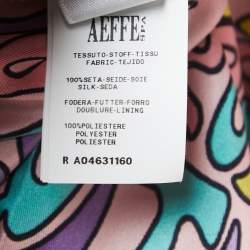 AEFFE SPA
TESSUTO-STOFF-TISSU
FABRIC-TEJIDO
100%SETA-SEIDE-SOIE
SILK-SEDA
FODERA-FUTTER-FORRO
DOUBLURE-LINING
100%POLIESTERE
POLYESTER
POLIESTER
R A04631160